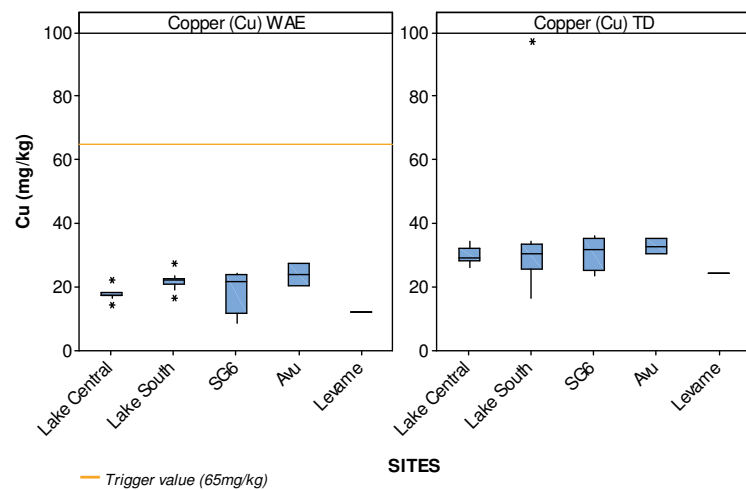 Copper (Cu) WAE
Copper (Cu) TD
Cu (mg/kg)
100
80
60
40
20
0
100
80
60
40
20
0
Lake Central
Lake South
SG6
Avu
Levame
Lake Central
Lake South
SG6
Avu
Levame
SITES
Trigger value (65mg/kg)